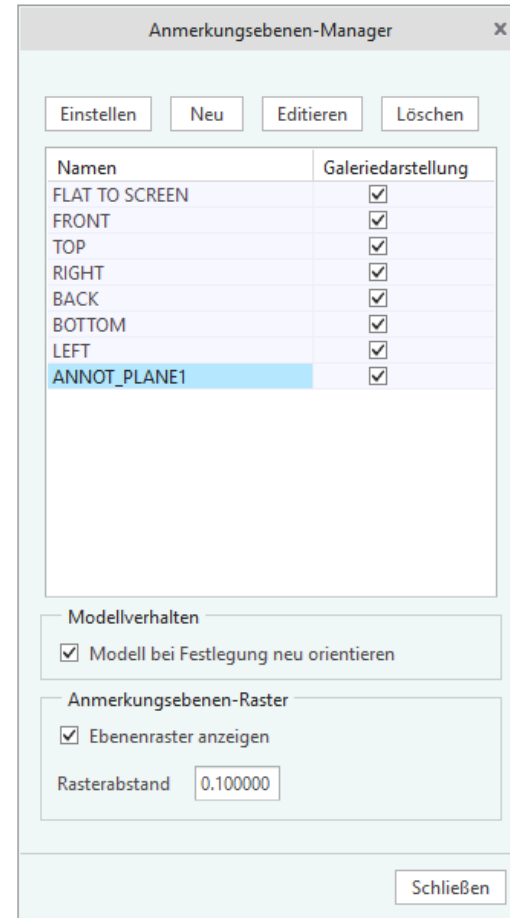 Anmerkungsebenen-Manager x
Einstellen Neu Editieren Löschen
Namen Galeriedarstellung
FLAT TO SCREEN
FRONT
TOP
RIGHT
BACK
BOTTOM
LEFT
ANNOT_PLANE1
Modellverhalten
Modell bei Festlegung neu orientieren
Anmerkungsebenen-Raster
Ebenenraster anzeigen
Rasterabstand 0.100000
Schließen